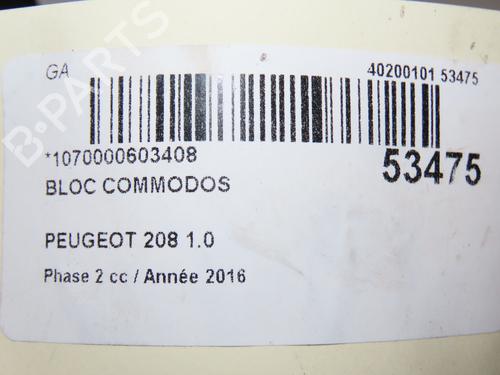 GA
40200101 53475
*1070000603408
53475
BLOC COMMODOS
PEUGEOT 208 1.0
Phase 2 cc / Année 2016
B-PARTS